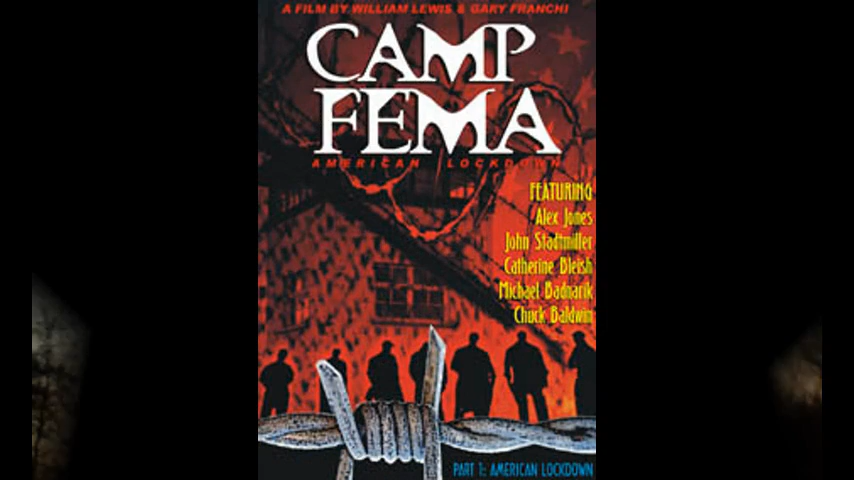 A FILM BY WILLIAM LEWIS & GARY FRANCHI
CAMP
FEMA
AMERICAN LOCKDOWN
FEATURING
Alex Jones
John Stadtmiller
Catherine Bleish
Michael Badnarik
Chuck Baldwin
PART 1: AMERICAN LOCKDOWN